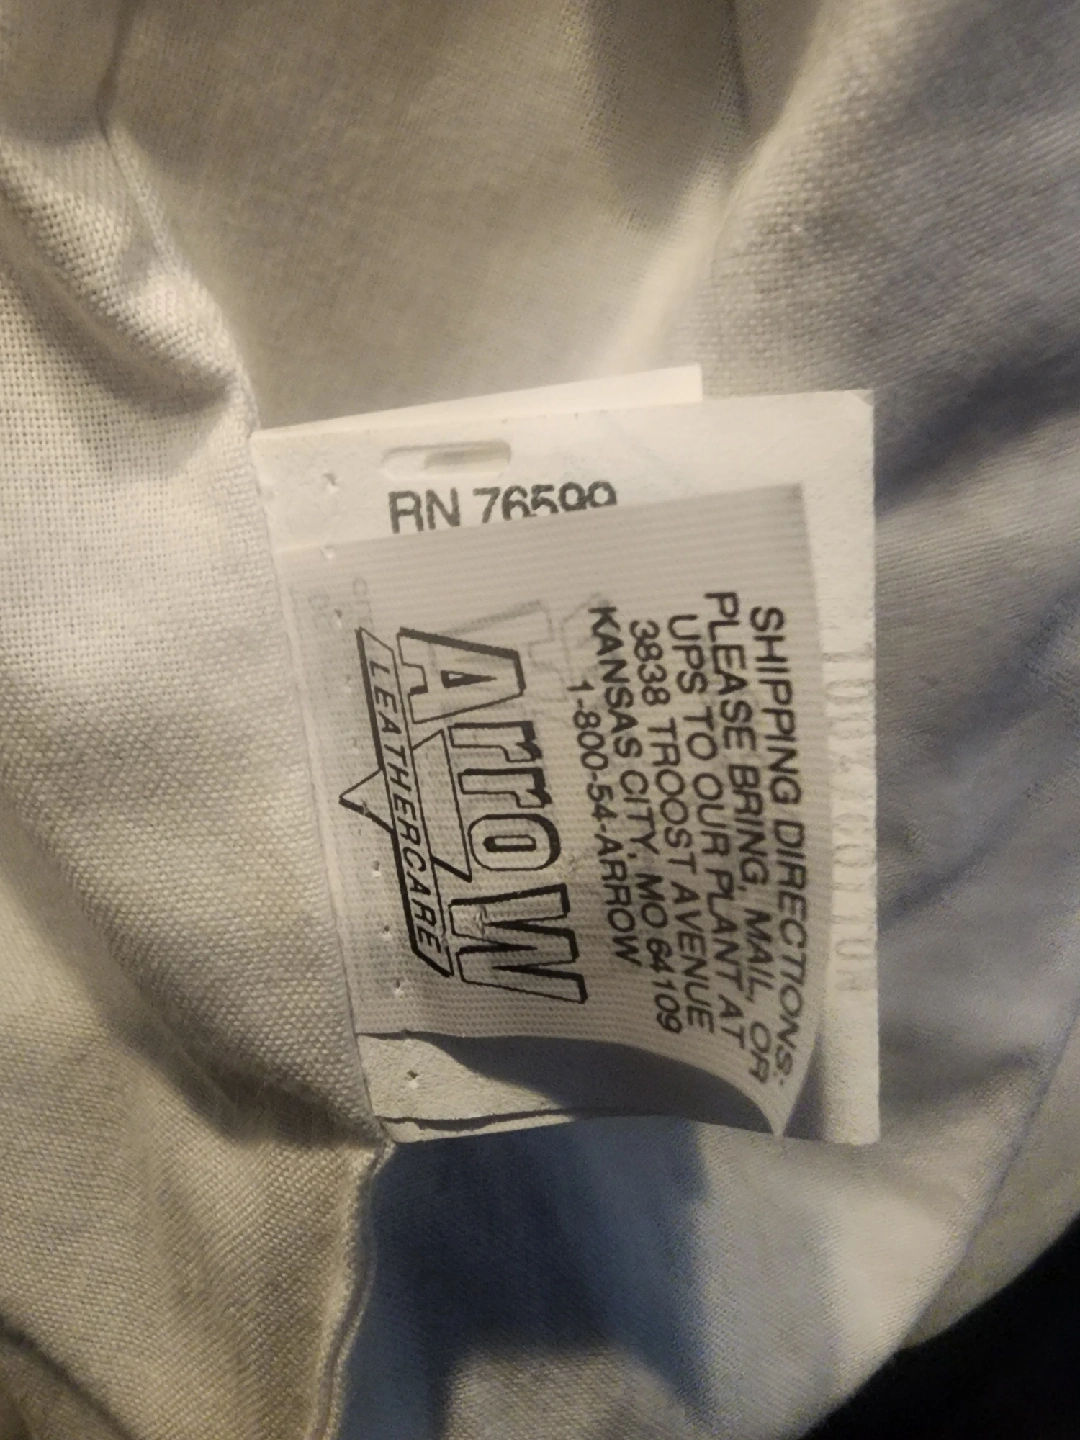 RN 76599
SHIPPING DIRECTIONS:
PLEASE BRING, MAIL, OR
UPS TO OUR PLANT AT
3838 TROOST AVENUE
KANSAS CITY, MO 64109
1-800-54-ARROW
Arrow
LEATHERCARE